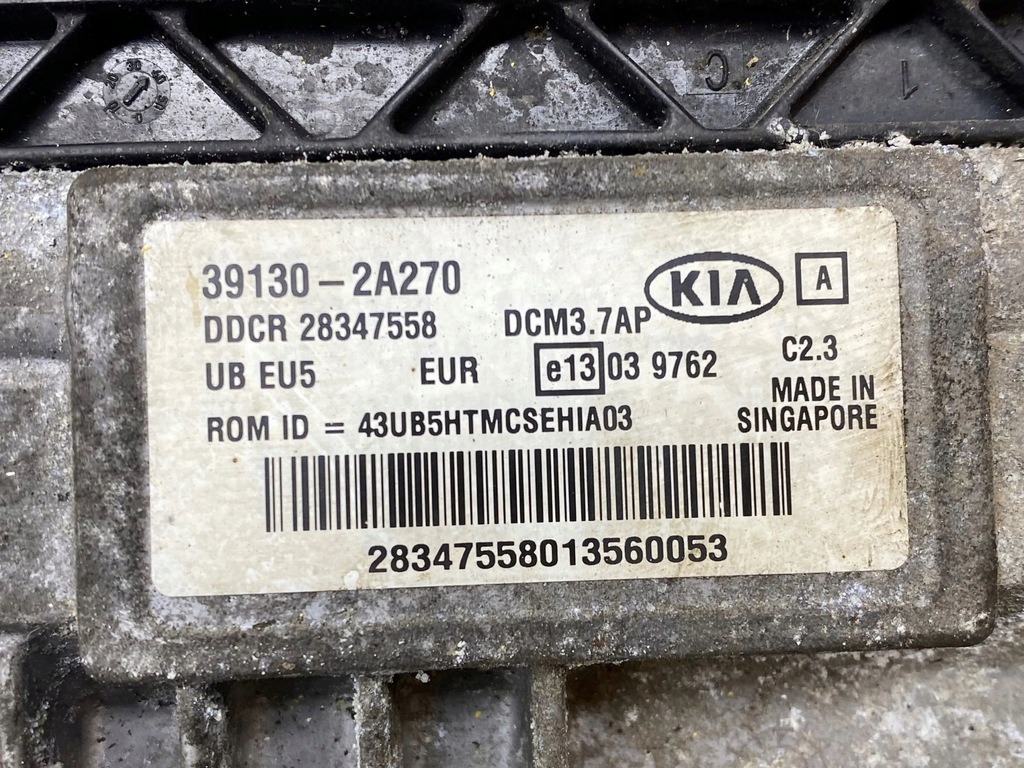 C 1
39130-2A270 KIA A
DDCR 28347558 DCM3.7AP
UB EU5 EUR e13 03 9762 C2.3
ROM ID = 43UB5HTMCSEHIA03 MADE IN
SINGAPORE
28347558013560053